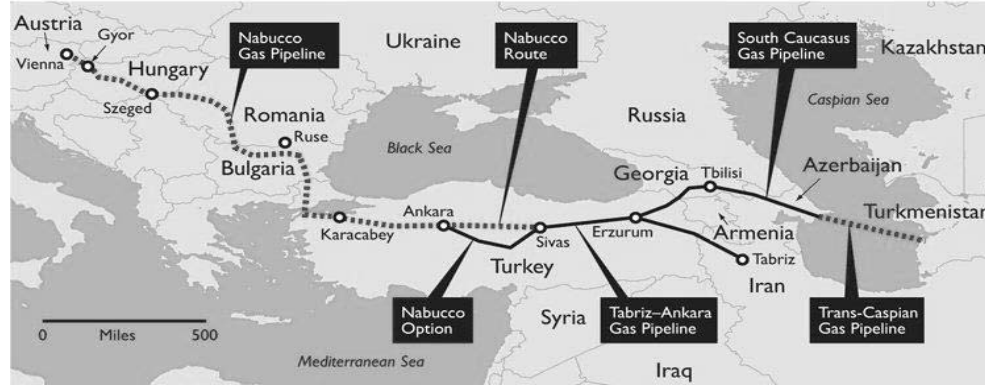 Austria
Vienna
Gyor
Hungary
Szeged
Nabucco
Gas Pipeline
Romania
Ruse
Bulgaria
Ukraine
Black Sea
Nabucco
Route
Russia
South Caucasus
Gas Pipeline
Kazakhstan
Caspian Sea
Azerbaijan
Georgia
Tbilisi
Turkmenistan
Armenia
Karacabey
Ankara
Sivas
Erzurum
Tabriz
Iran
Turkey
Nabucco
Option
Tabriz–Ankara
Gas Pipeline
Trans-Caspian
Gas Pipeline
Syria
Iraq
Mediterranean Sea
0
Miles
500